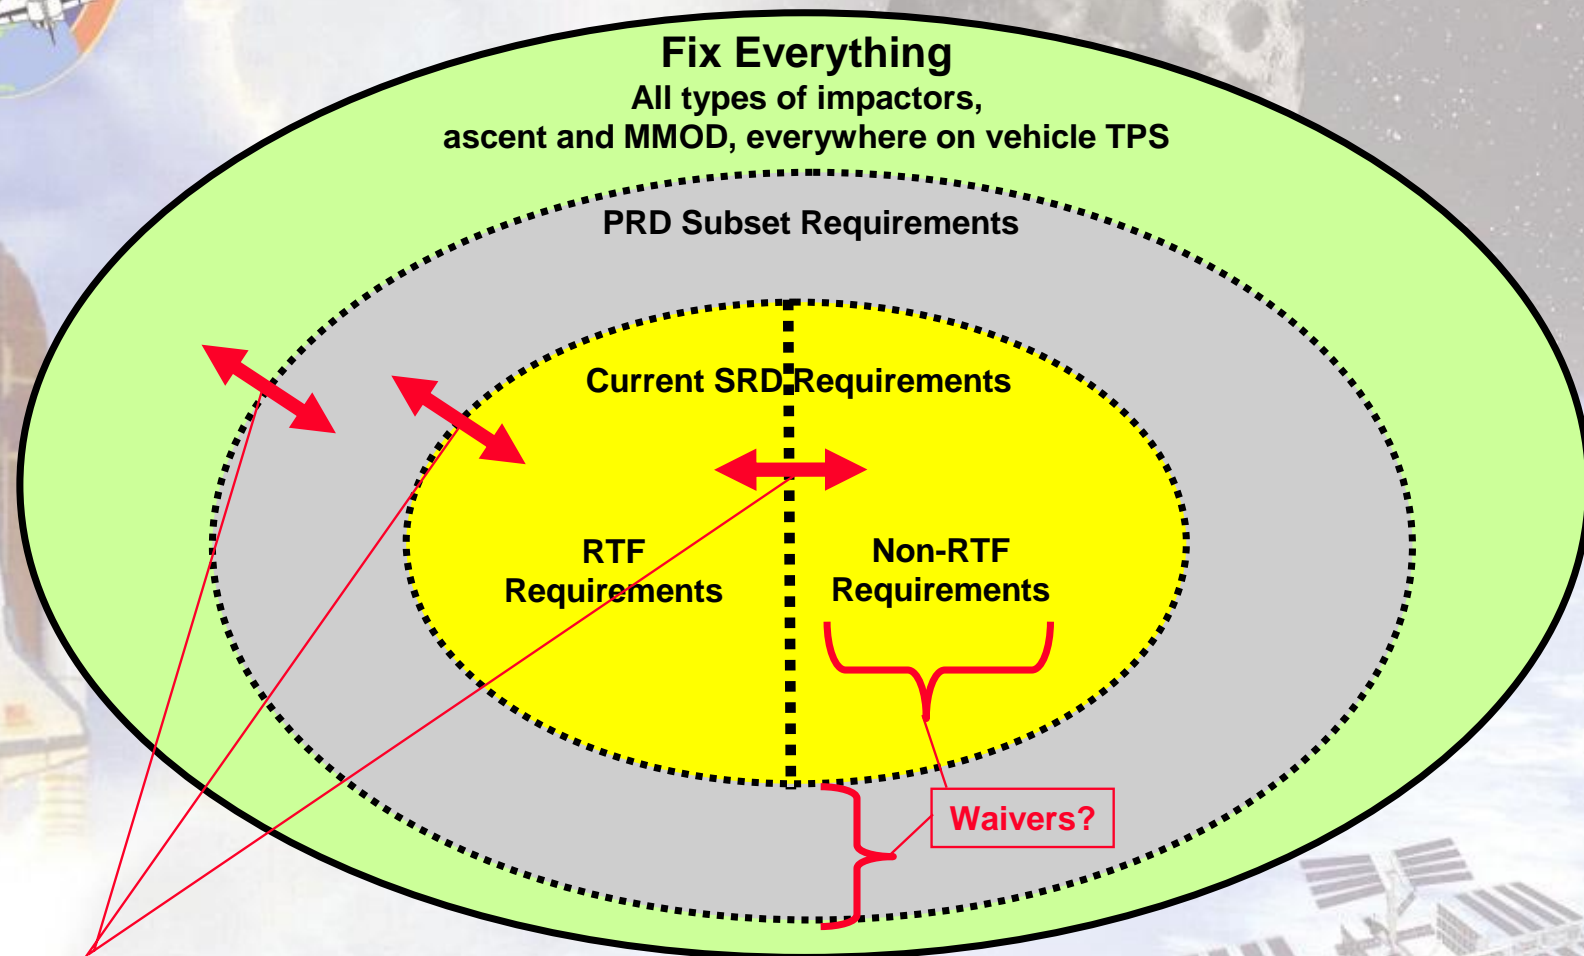 Fix Everything
All types of impactors,
ascent and MMOD, everywhere on vehicle TPS
PRD Subset Requirements
Current SRD Requirements
RTF
Requirements
Non-RTF
Requirements
Waivers?